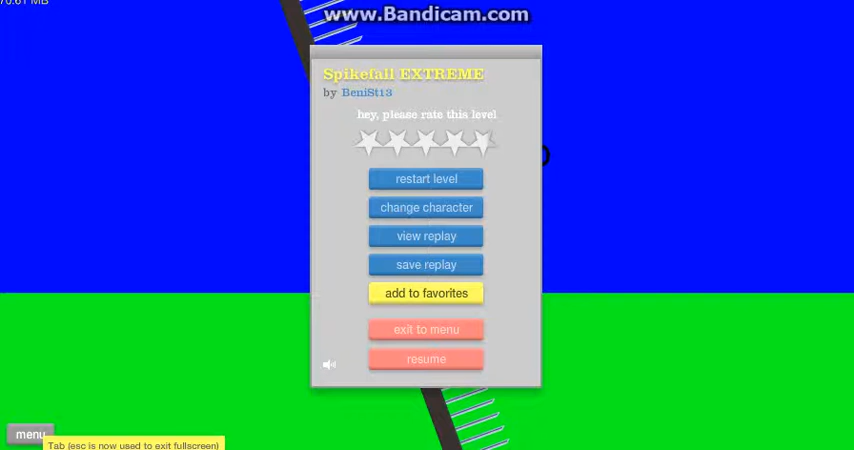 70.61 MB
www.Bandicam.com
Spikefall EXTREME
by BeniSt13
hey, please rate this level
restart level
change character
view replay
save replay
add to favorites
exit to menu
resume
menu
Tab (esc is now used to exit fullscreen)